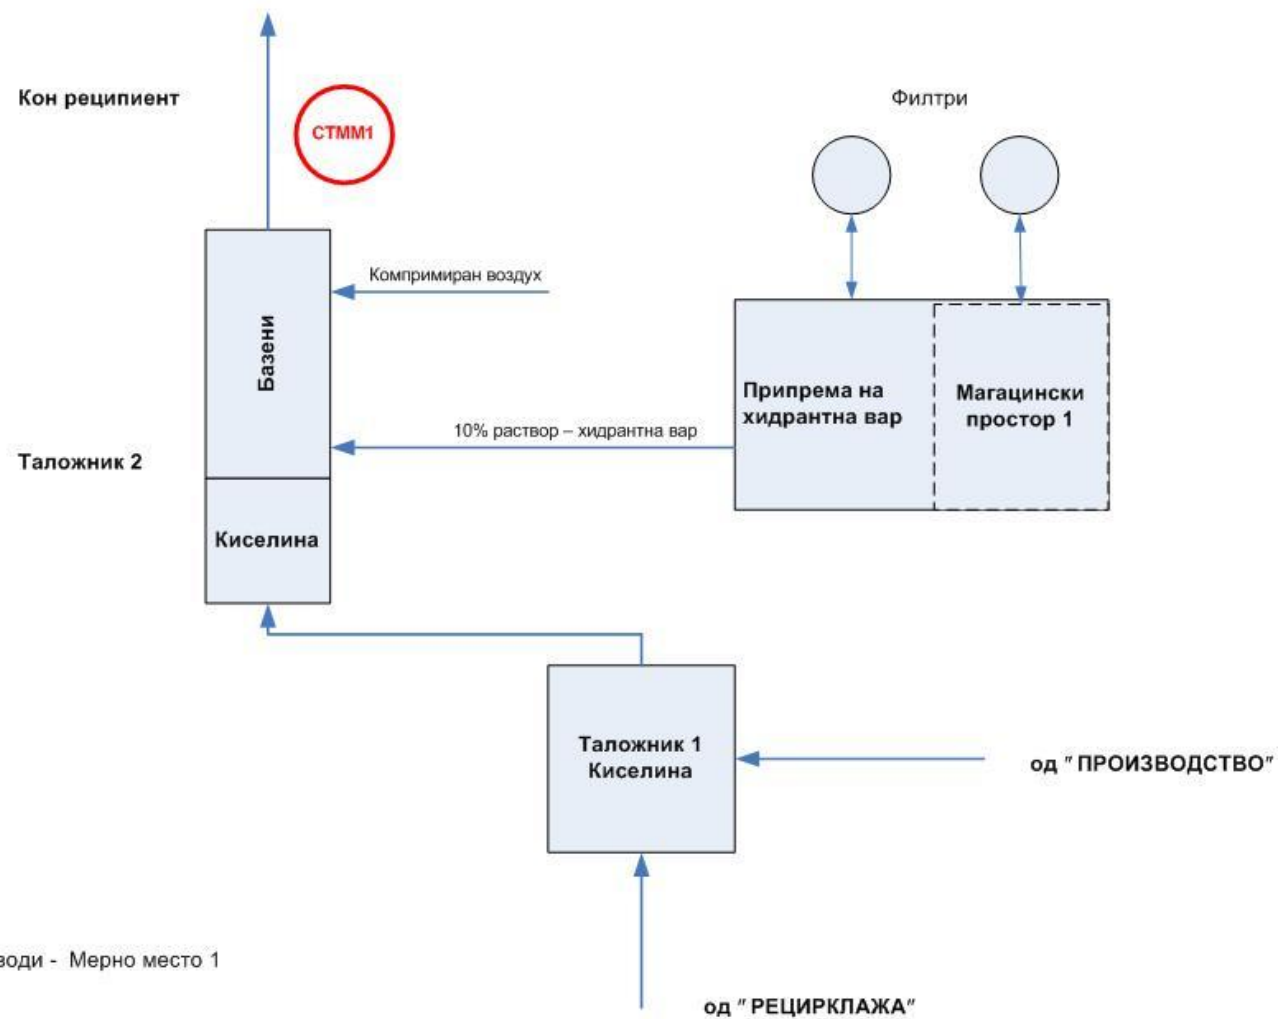 Кон реципиент
СТММ1
Филтри
Компримиран воздух
Базени
Припрема на
хидрантна вар
Магацински
простор 1
10% раствор – хидрантна вар
Таложник 2
Киселина
Таложник 1
Киселина
од " ПРОИЗВОДСТВО"
води - Мерно место 1
од " РЕЦИРКЛАЖА"